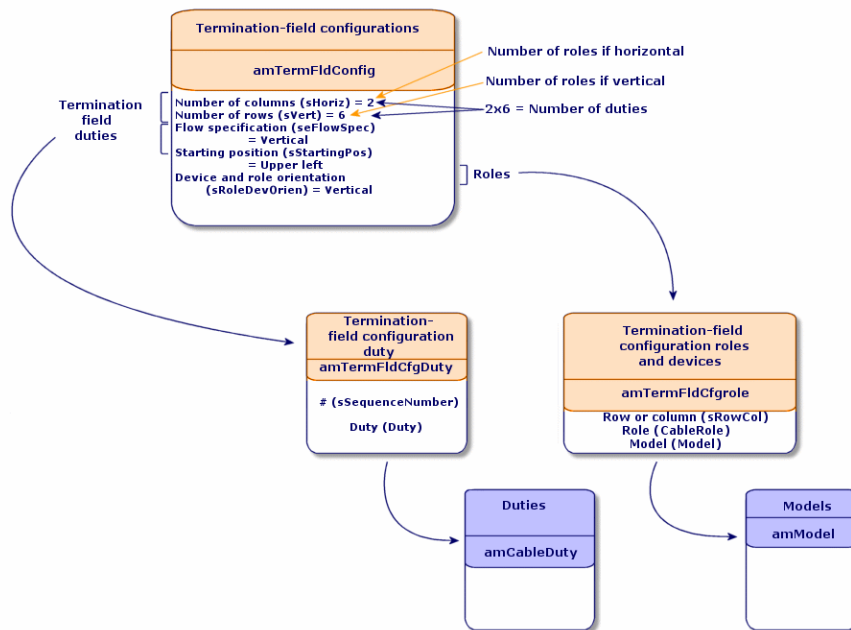 Termination-field configurations
amTermFldConfig
Number of columns (sHoriz) = 2
Number of rows (sVert) = 6
Flow specification (seFlowSpec)
= Vertical
Starting position (sStartingPos)
= Upper left
Device and role orientation
(sRoleDevOrien) = Vertical
Number of roles if horizontal
Number of roles if vertical
2x6 = Number of duties
Termination
field
duties
Roles
Termination-
field configuration
duty
amTermFldCfgDuty
# (sSequenceNumber)
Duty (Duty)
Termination-field
configuration roles
and devices
amTermFldCfgrole
Row or column (sRowCol)
Role (CableRole)
Model (Model)
Duties
amCableDuty
Models
amModel